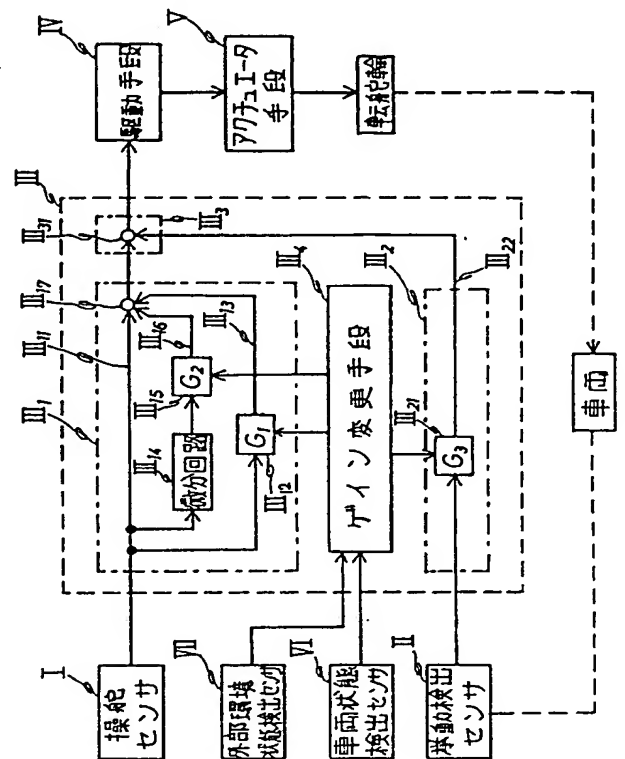 I
操舵
センサ
VII
外部環境
状態検出センサ
VI
車両状態
検出センサ
II
挙動検出
センサ
III
III1
III11
III17
III14
微分回路
III15
G2
III16
III12
G1
III13
III4
ゲイン変更手段
III2
III21
G3
III22
III3
III31
IV
駆動手段
V
アクチュエータ
手段
転舵輪
車両